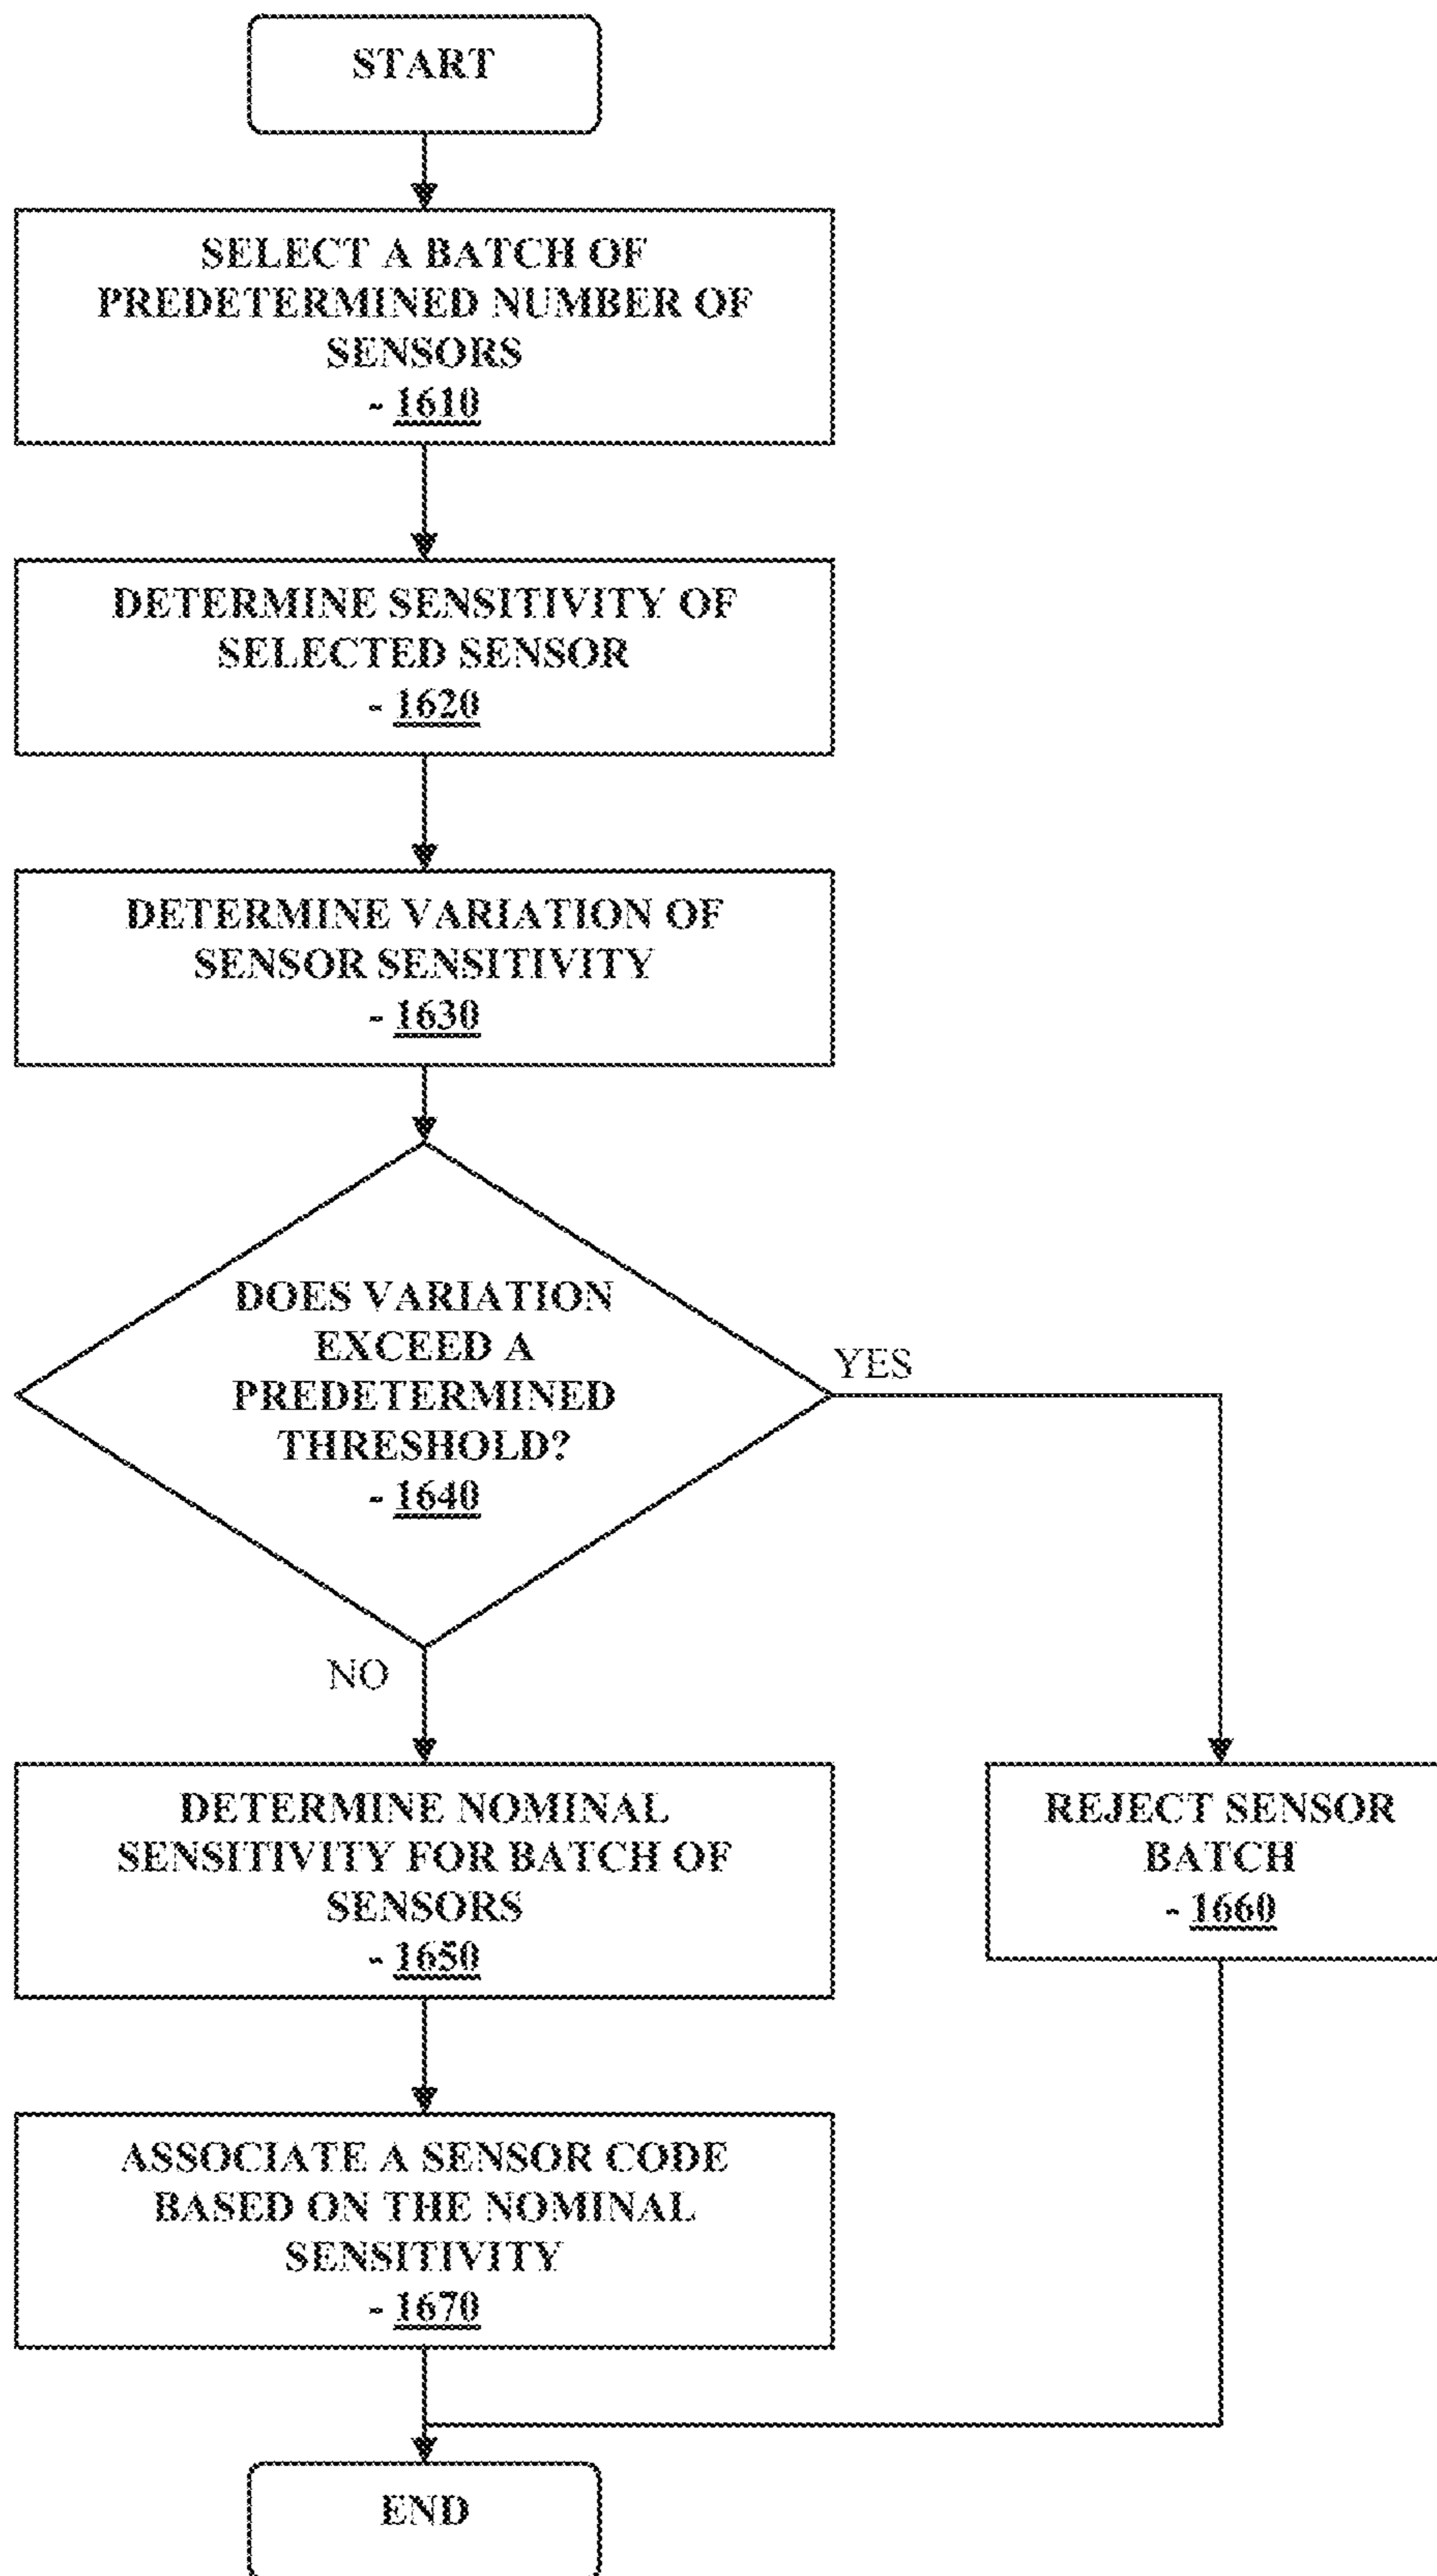 START
SELECT A BATCH OF
PREDETERMINED NUMBER OF
SENSORS
- 1610
DETERMINE SENSITIVITY OF
SELECTED SENSOR
- 1620
DETERMINE VARIATION OF
SENSOR SENSITIVITY
- 1630
DOES VARIATION
EXCEED A
PREDETERMINED
THRESHOLD?
- 1640
YES
NO
DETERMINE NOMINAL
SENSITIVITY FOR BATCH OF
SENSORS
- 1650
REJECT SENSOR
BATCH
- 1660
ASSOCIATE A SENSOR CODE
BASED ON THE NOMINAL
SENSITIVITY
- 1670
END